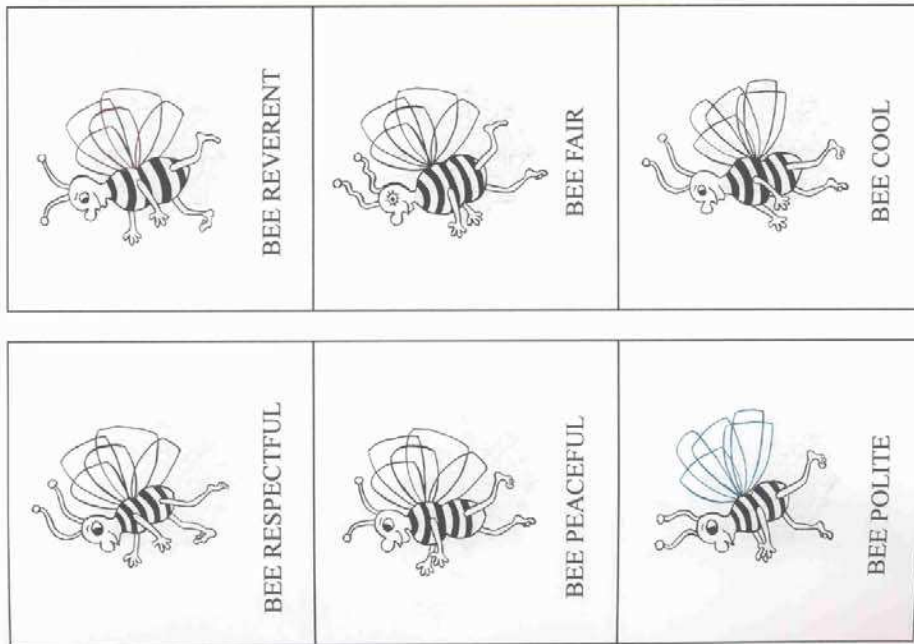 BEE RESPECTFUL
BEE REVERENT
BEE PEACEFUL
BEE FAIR
BEE POLITE
BEE COOL